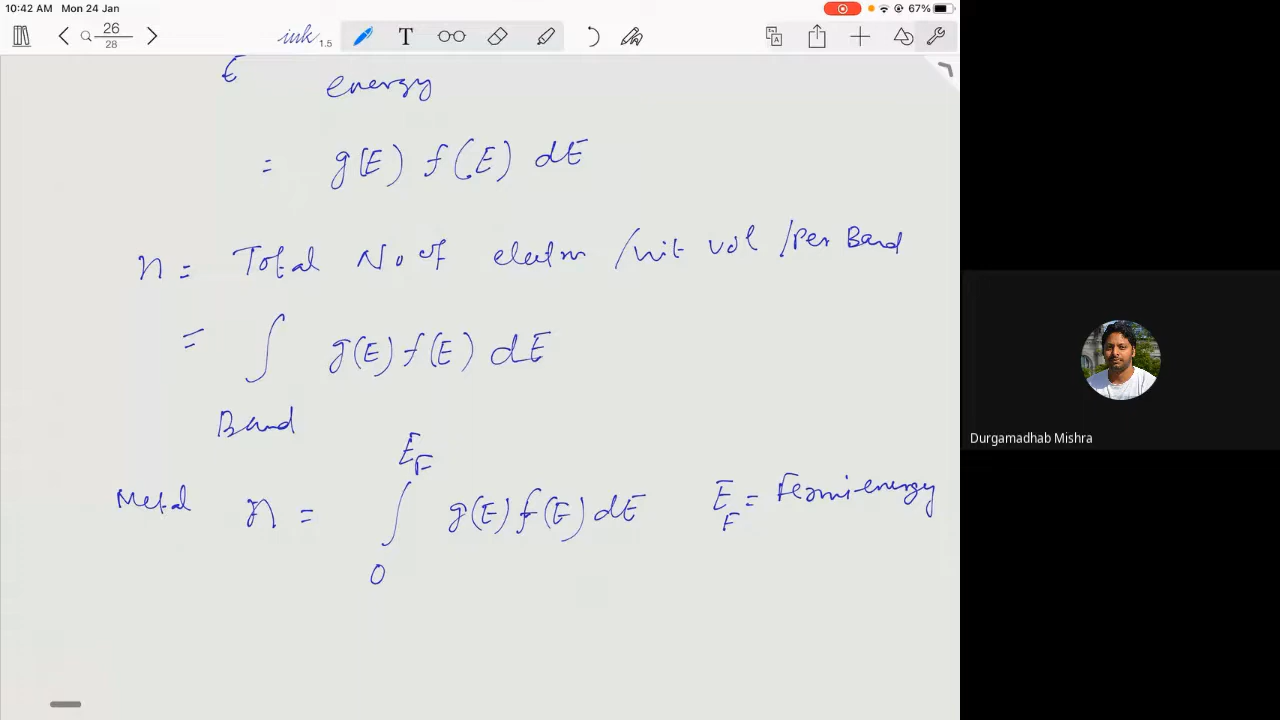 10:42 AM Mon 24 Jan
67%
26
28
ink 1.5
T
E
energy
= g(E) f(E) dE
n = Total No of electron /unit vol /per Band
= ∫ g(E) f(E) dE
Band
Metal n = ∫₀^{E_F} g(E) f(E) dE E_F = Fermi-energy
Durgamadhab Mishra